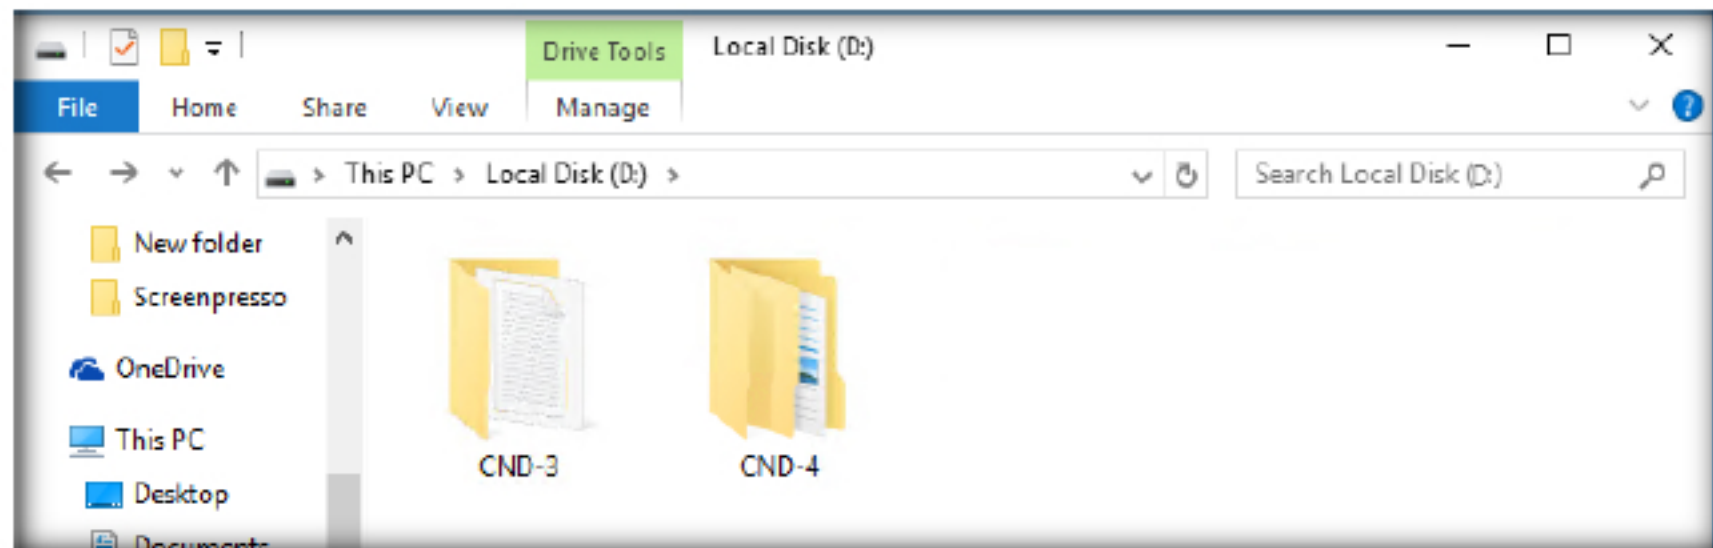 Drive Tools Local Disk (D:)
File Home Share View Manage
This PC Local Disk (D:) Search Local Disk (D:)
New folder
Screenpresso
OneDrive
This PC
Desktop
Documents
CND-3 CND-4